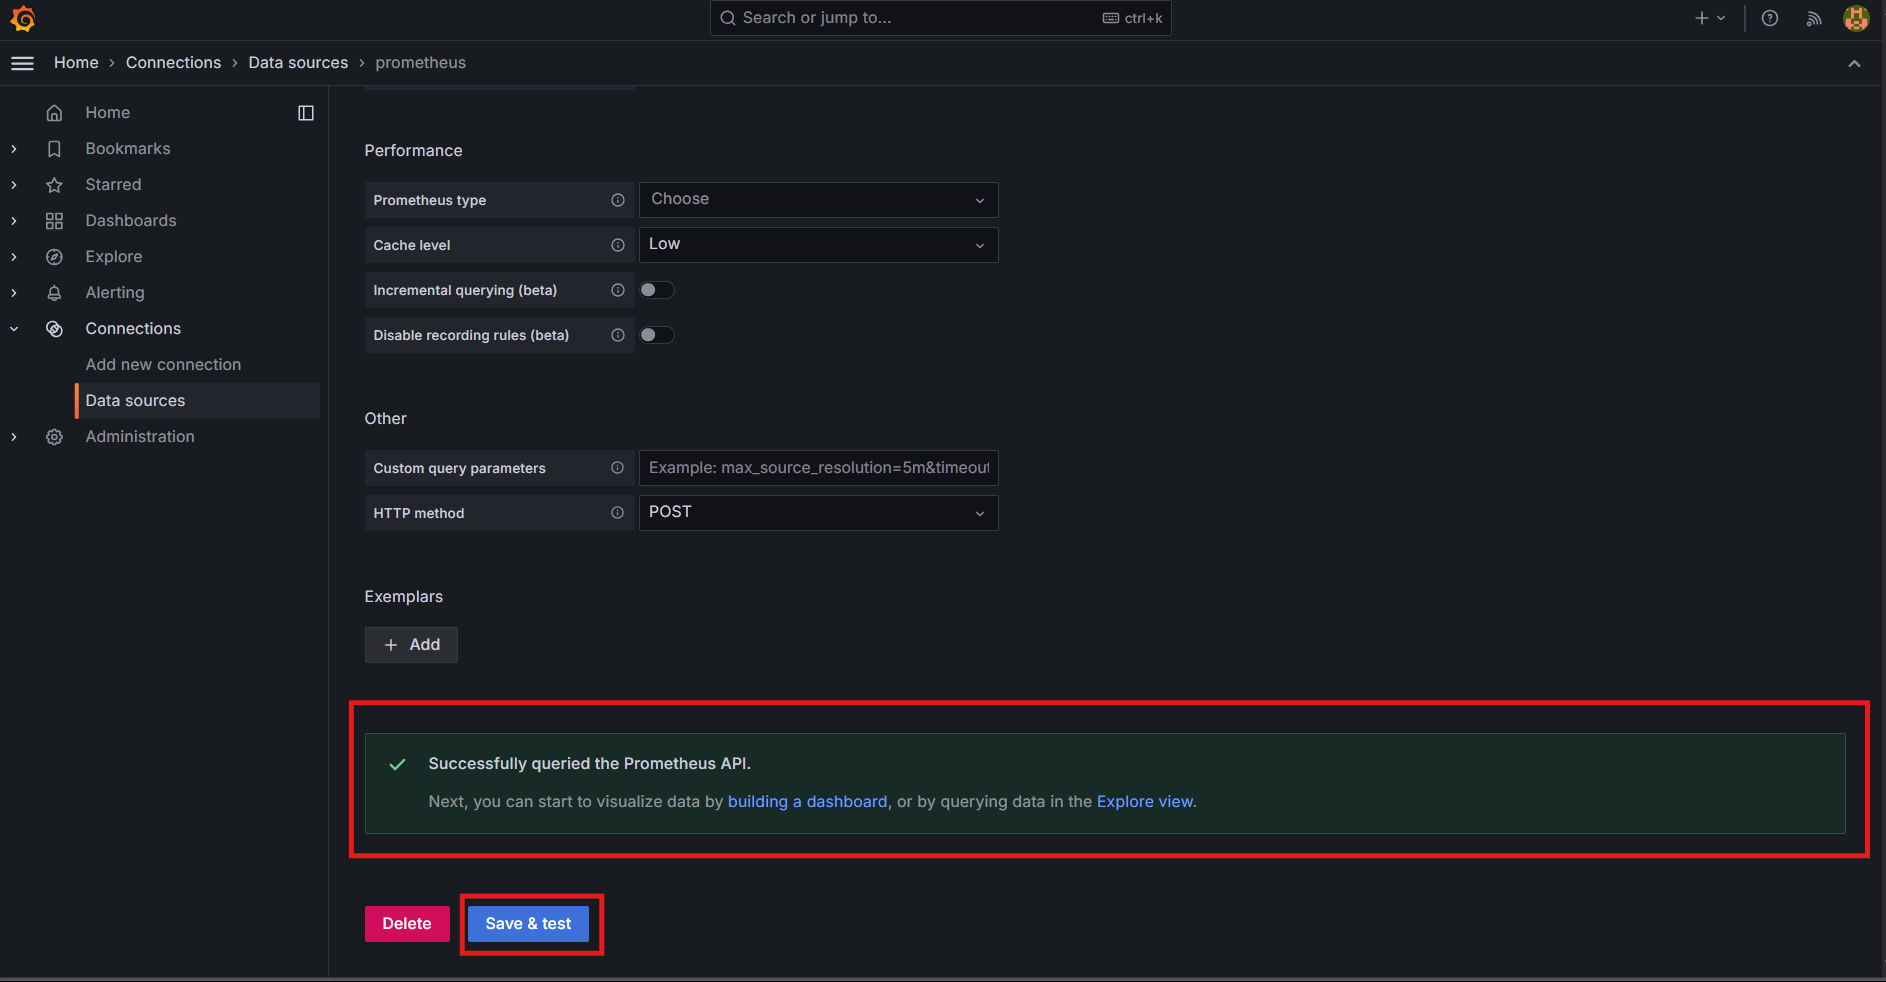 Search or jump to...
ctrl+k
Home
Connections
Data sources
prometheus
Home
Bookmarks
Starred
Dashboards
Explore
Alerting
Connections
Add new connection
Data sources
Administration
Performance
Prometheus type
Choose
Cache level
Low
Incremental querying (beta)
Disable recording rules (beta)
Other
Custom query parameters
Example: max_source_resolution=5m&timeout
HTTP method
POST
Exemplars
Add
Successfully queried the Prometheus API.
Next, you can start to visualize data by building a dashboard, or by querying data in the Explore view.
Delete
Save & test